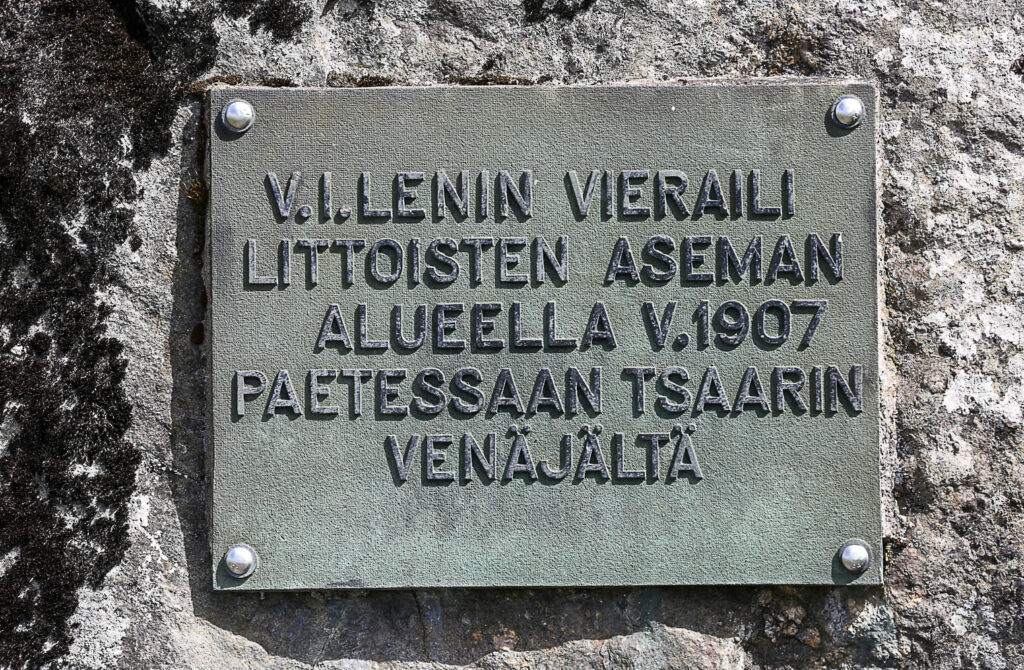 V.I.LENIN VIERAILI
LITTOISTEN ASEMAN
ALUEELLA V.1907
PAETESSAAN TSAARIN
VENÄJÄLTÄ